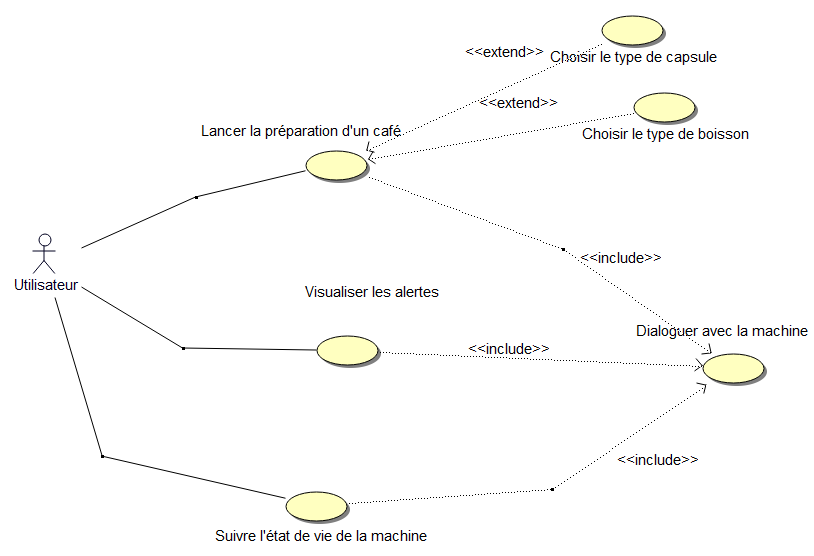 <<extend>>
Choisir le type de capsule
<<extend>>
Choisir le type de boisson
Lancer la préparation d'un café
<<include>>
Utilisateur
Visualiser les alertes
Dialoguer avec la machine
<<include>>
<<include>>
Suivre l'état de vie de la machine